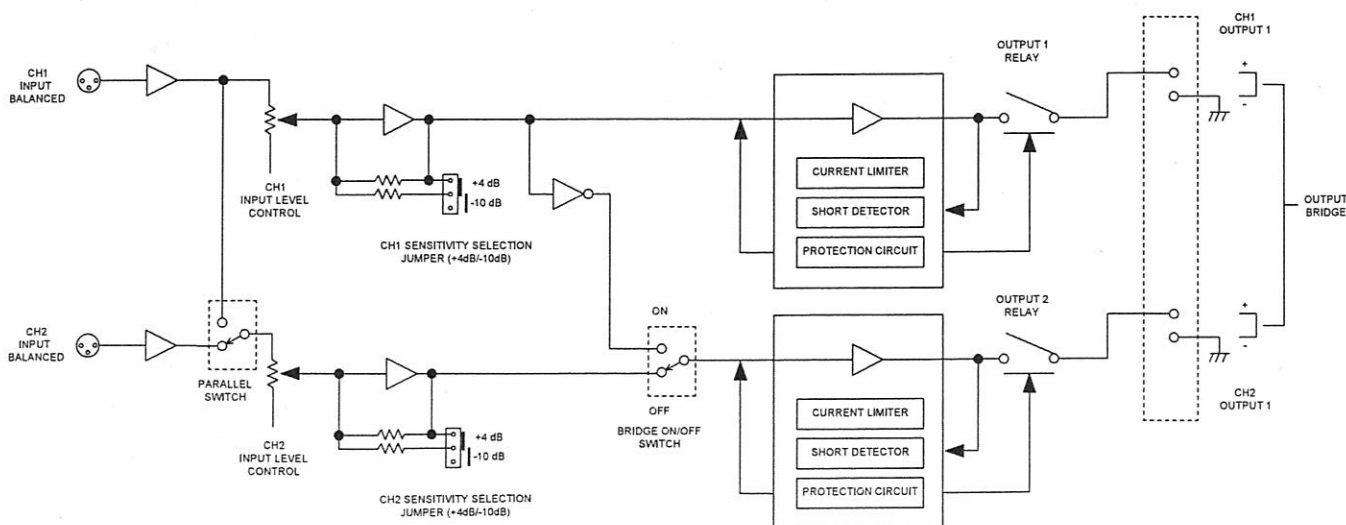 CH1
INPUT
BALANCED
CH1
INPUT LEVEL
CONTROL
+4 dB
-10 dB
CH1 SENSITIVITY SELECTION
JUMPER (+4dB/-10dB)
CURRENT LIMITER
SHORT DETECTOR
PROTECTION CIRCUIT
OUTPUT 1
RELAY
CH1
OUTPUT 1
+
-
OUTPUT
BRIDGE
CH2
INPUT
BALANCED
PARALLEL
SWITCH
CH2
INPUT LEVEL
CONTROL
+4 dB
-10 dB
CH2 SENSITIVITY SELECTION
JUMPER (+4dB/-10dB)
ON
OFF
BRIDGE ON/OFF
SWITCH
CURRENT LIMITER
SHORT DETECTOR
PROTECTION CIRCUIT
OUTPUT 2
RELAY
+
-
CH2
OUTPUT 1